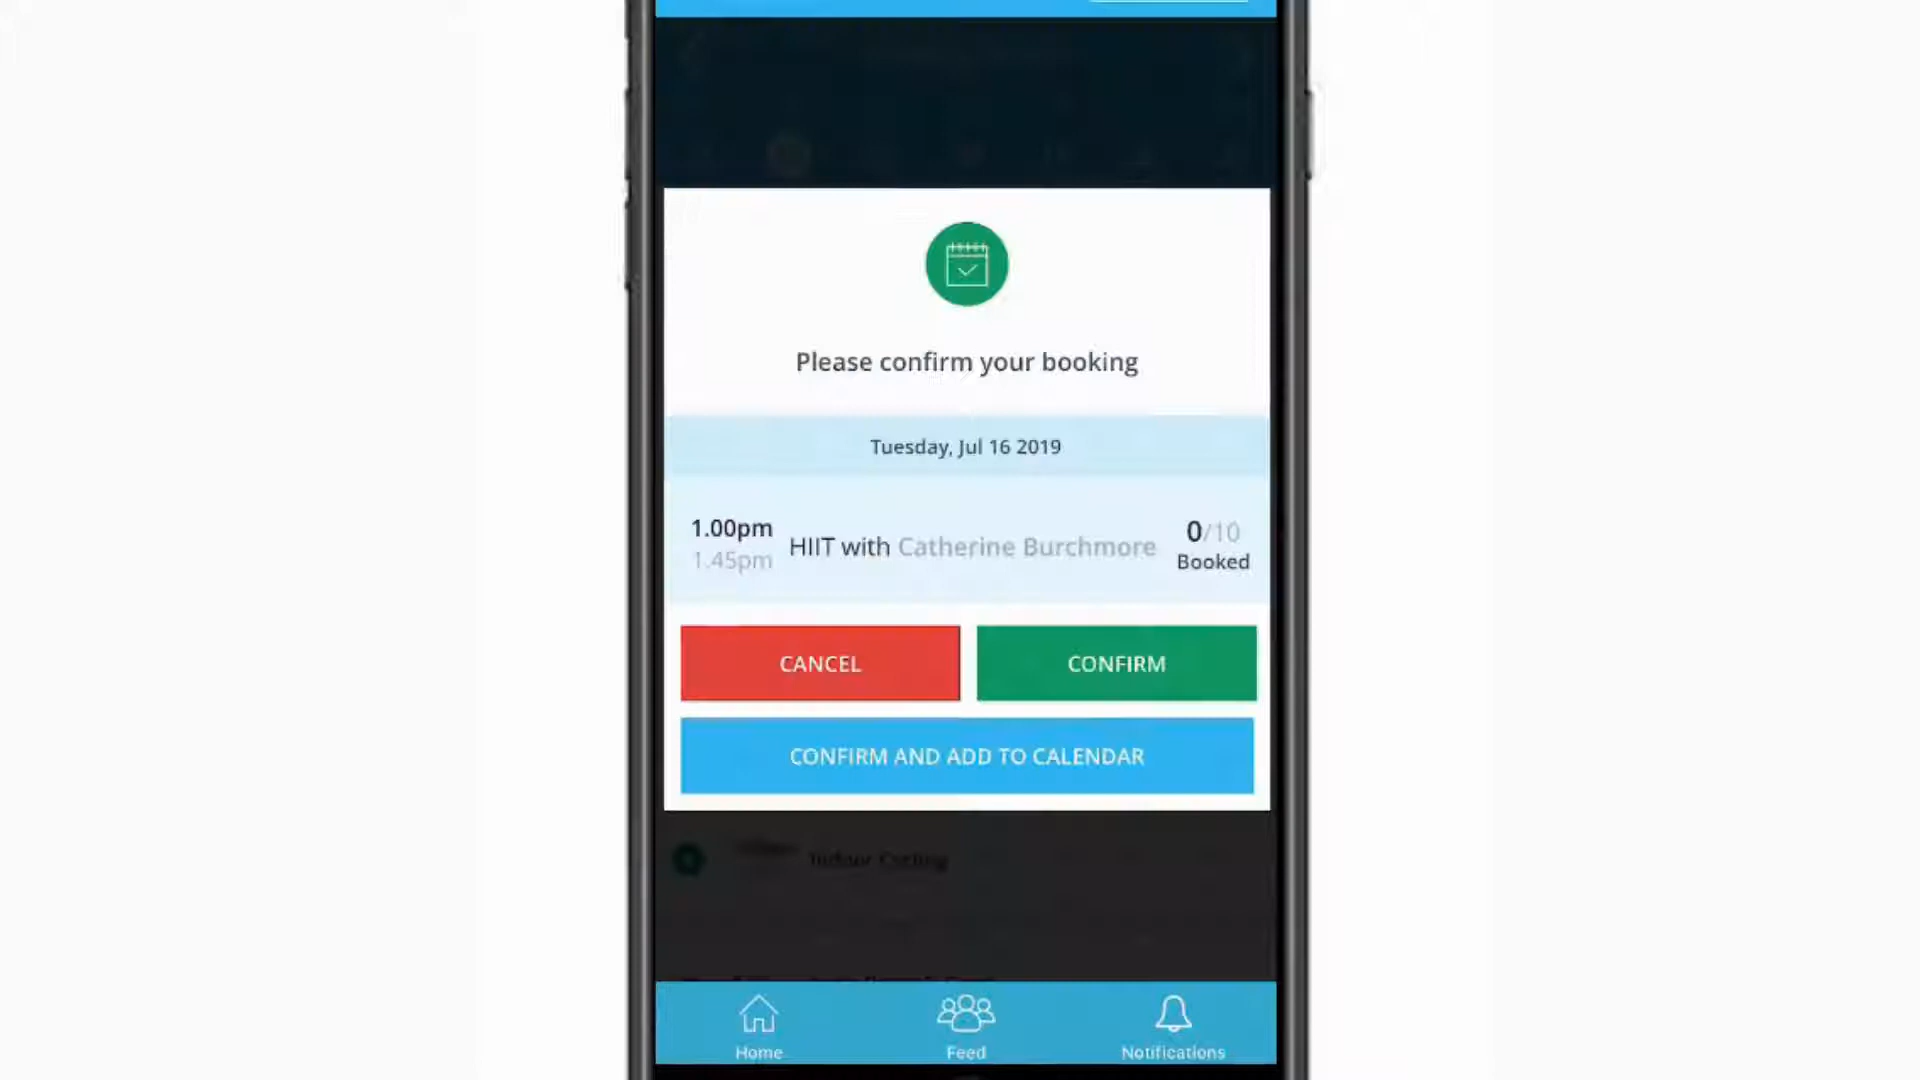 Please confirm your booking
Tuesday, Jul 16 2019
1.00pm
1.45pm
HIIT with Catherine Burchmore
0/10
Booked
CANCEL
CONFIRM
CONFIRM AND ADD TO CALENDAR
Indoor Cycling
Home
Feed
Notifications